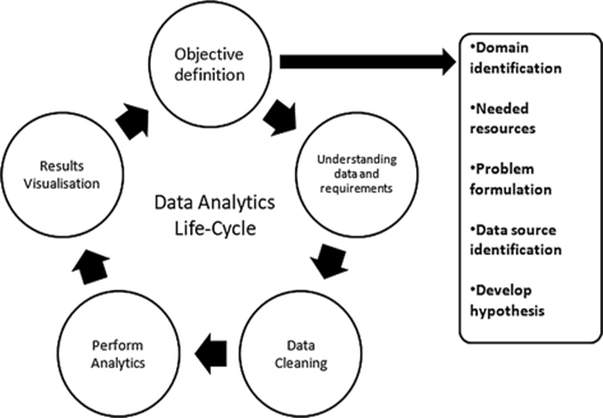 Objective
definition
Understanding
data and
requirements
Data
Cleaning
Perform
Analytics
Results
Visualisation
Data Analytics
Life-Cycle
•Domain
identification
•Needed
resources
•Problem
formulation
•Data source
identification
•Develop
hypothesis